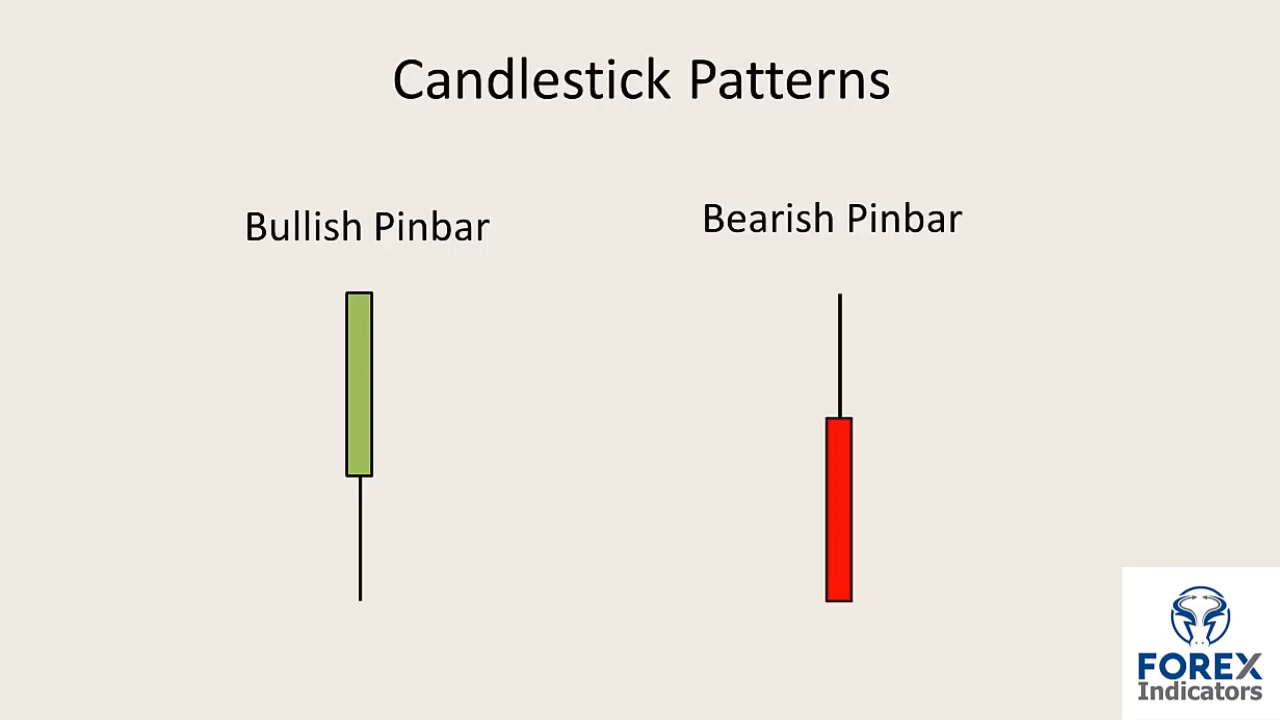 Candlestick Patterns
Bullish Pinbar
Bearish Pinbar
FOREX
Indicators